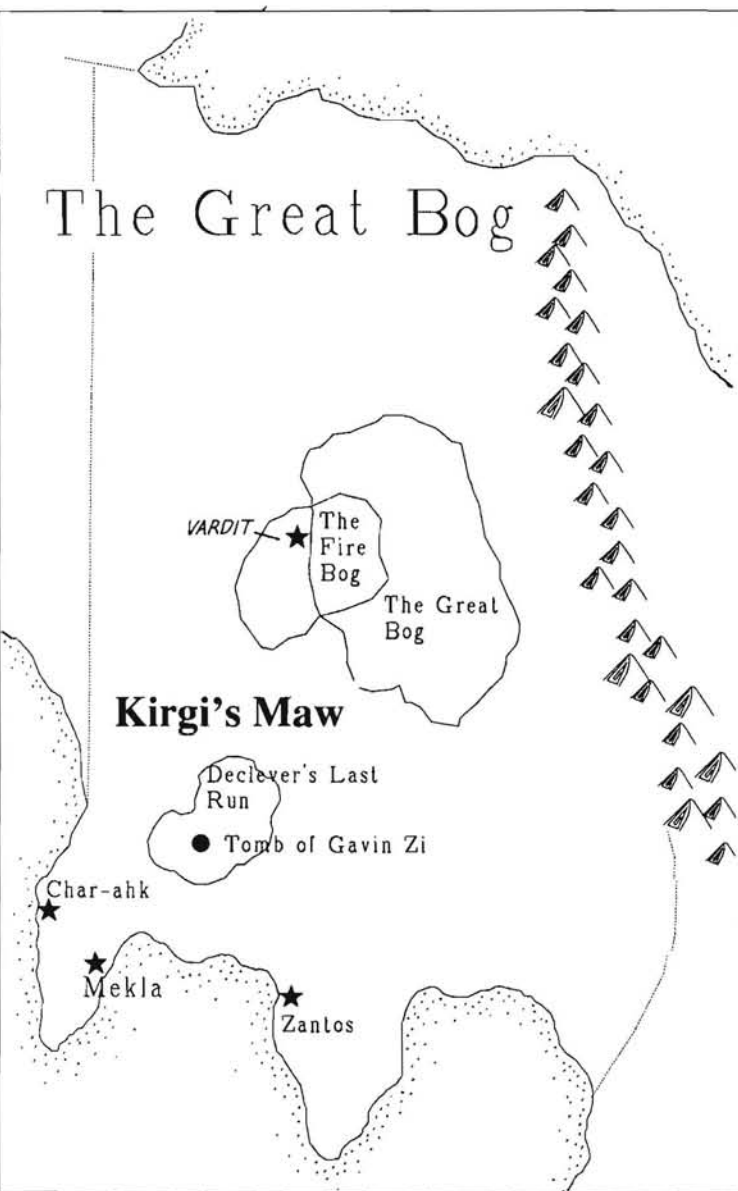 The Great Bog
VARDIT
The
Fire
Bog
The Great
Bog
Kirgi's Maw
Declever's Last
Run
Tomb of Gavin Zi
Char-ahk
Mekla
Zantos